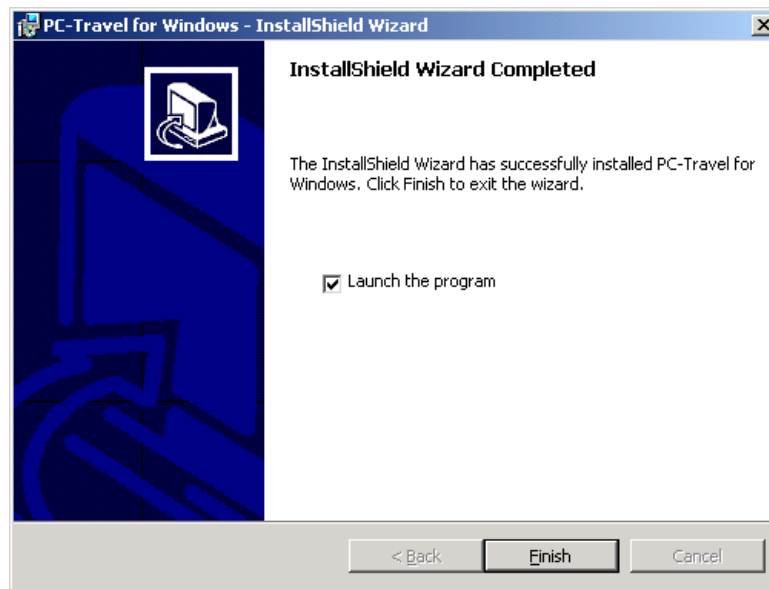 PC-Travel for Windows - InstallShield Wizard
InstallShield Wizard Completed
The InstallShield Wizard has successfully installed PC-Travel for
Windows. Click Finish to exit the wizard.
Launch the program
< Back
Finish
Cancel